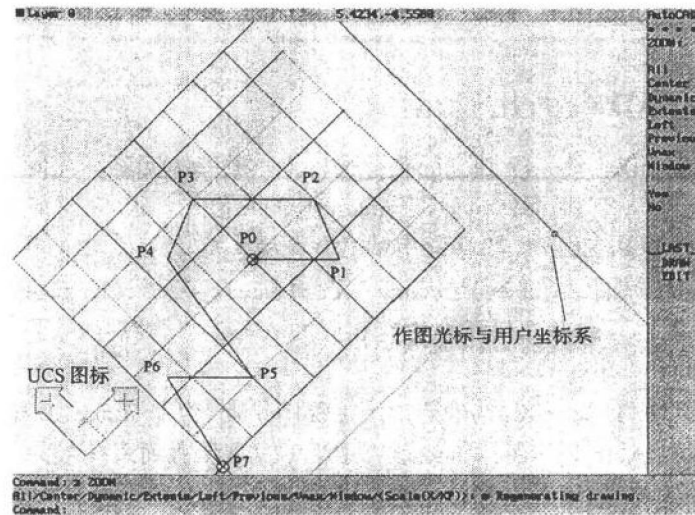 Layer 0
5.4234,-4.5500
AutoCAD
* * * *
ZOOM:
All
Center
Dynamic
Extents
Left
Previous
Vmax
Window
Yes
No
LAST
DRAW
EDIT
P3
P2
P4
P0
P1
作图光标与用户坐标系
P6
P5
UCS 图标
P7
Command: ZOOM
All/Center/Dynamic/Extents/Left/Previous/Vmax/Window/<Scale(X/XP)>: e Regenerating drawing.
Command: